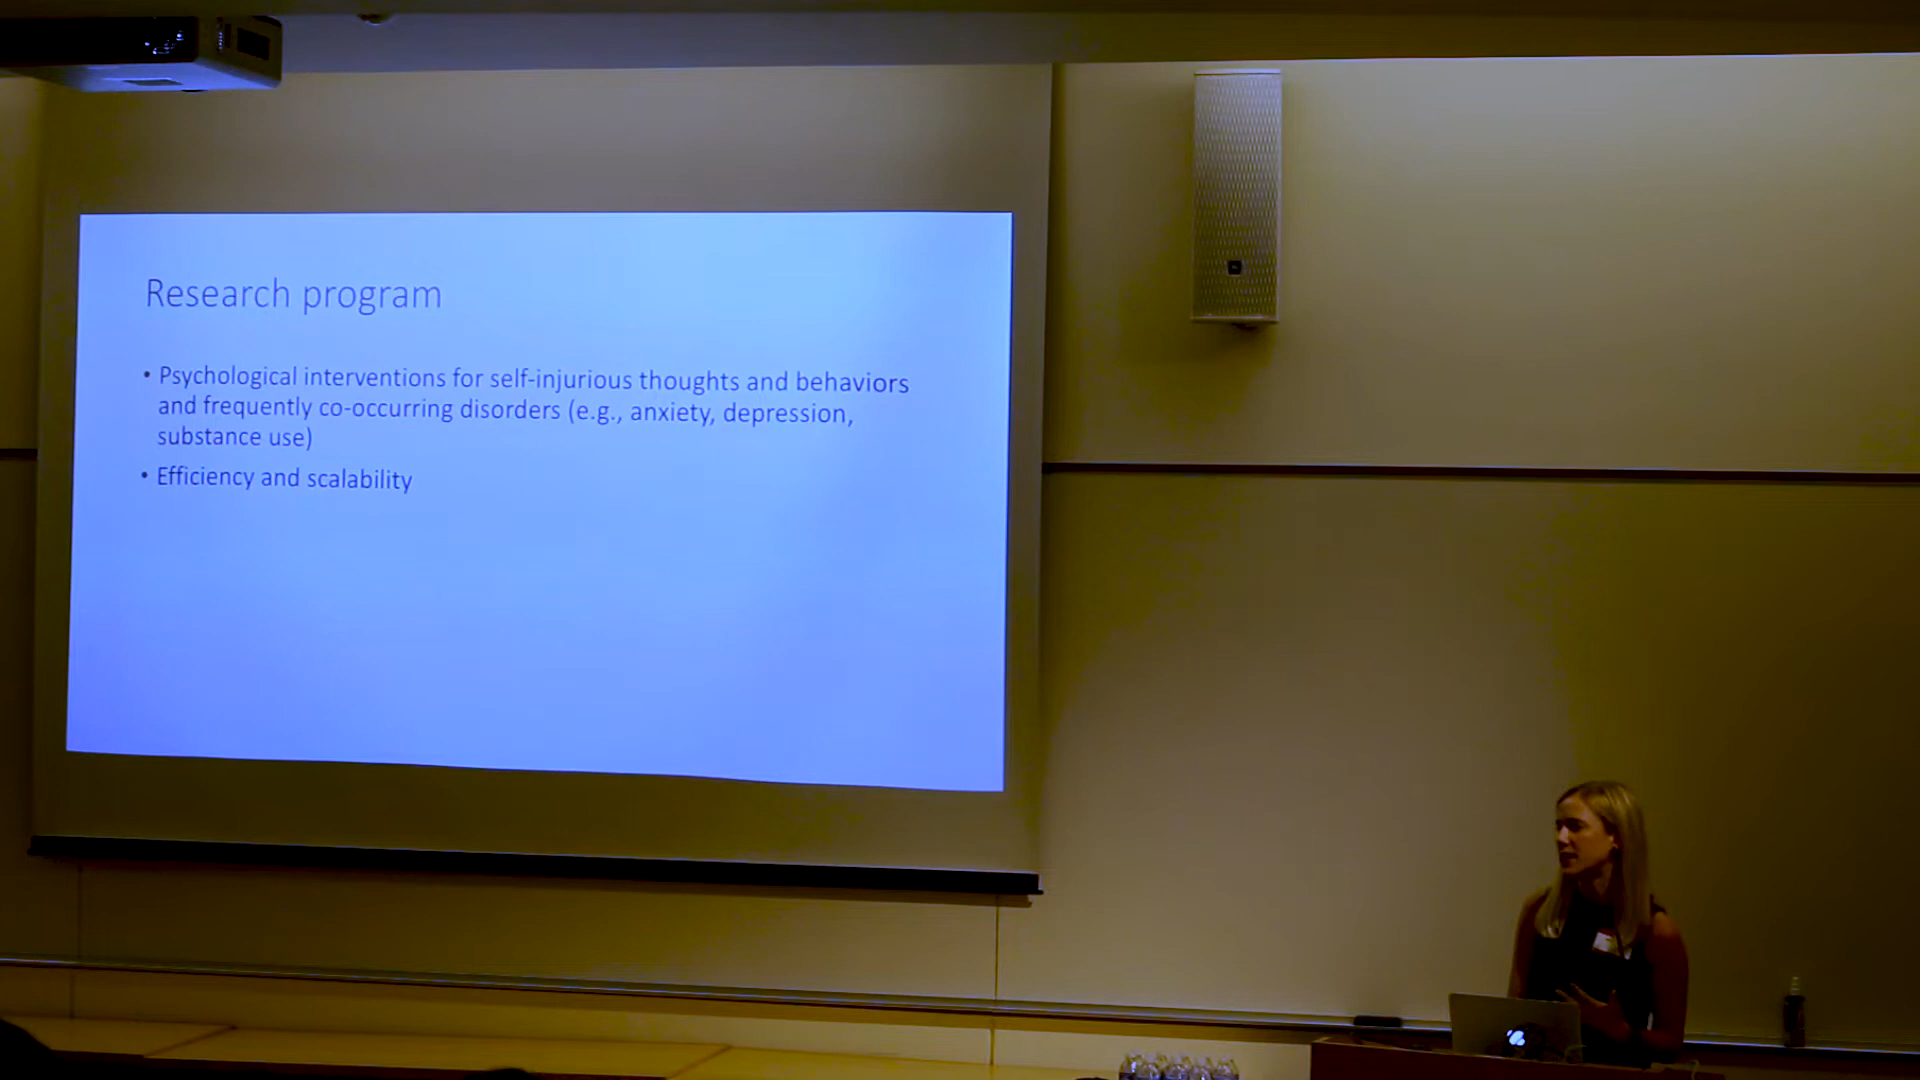 Research program
• Psychological interventions for self-injurious thoughts and behaviors
and frequently co-occurring disorders (e.g., anxiety, depression,
substance use)
• Efficiency and scalability